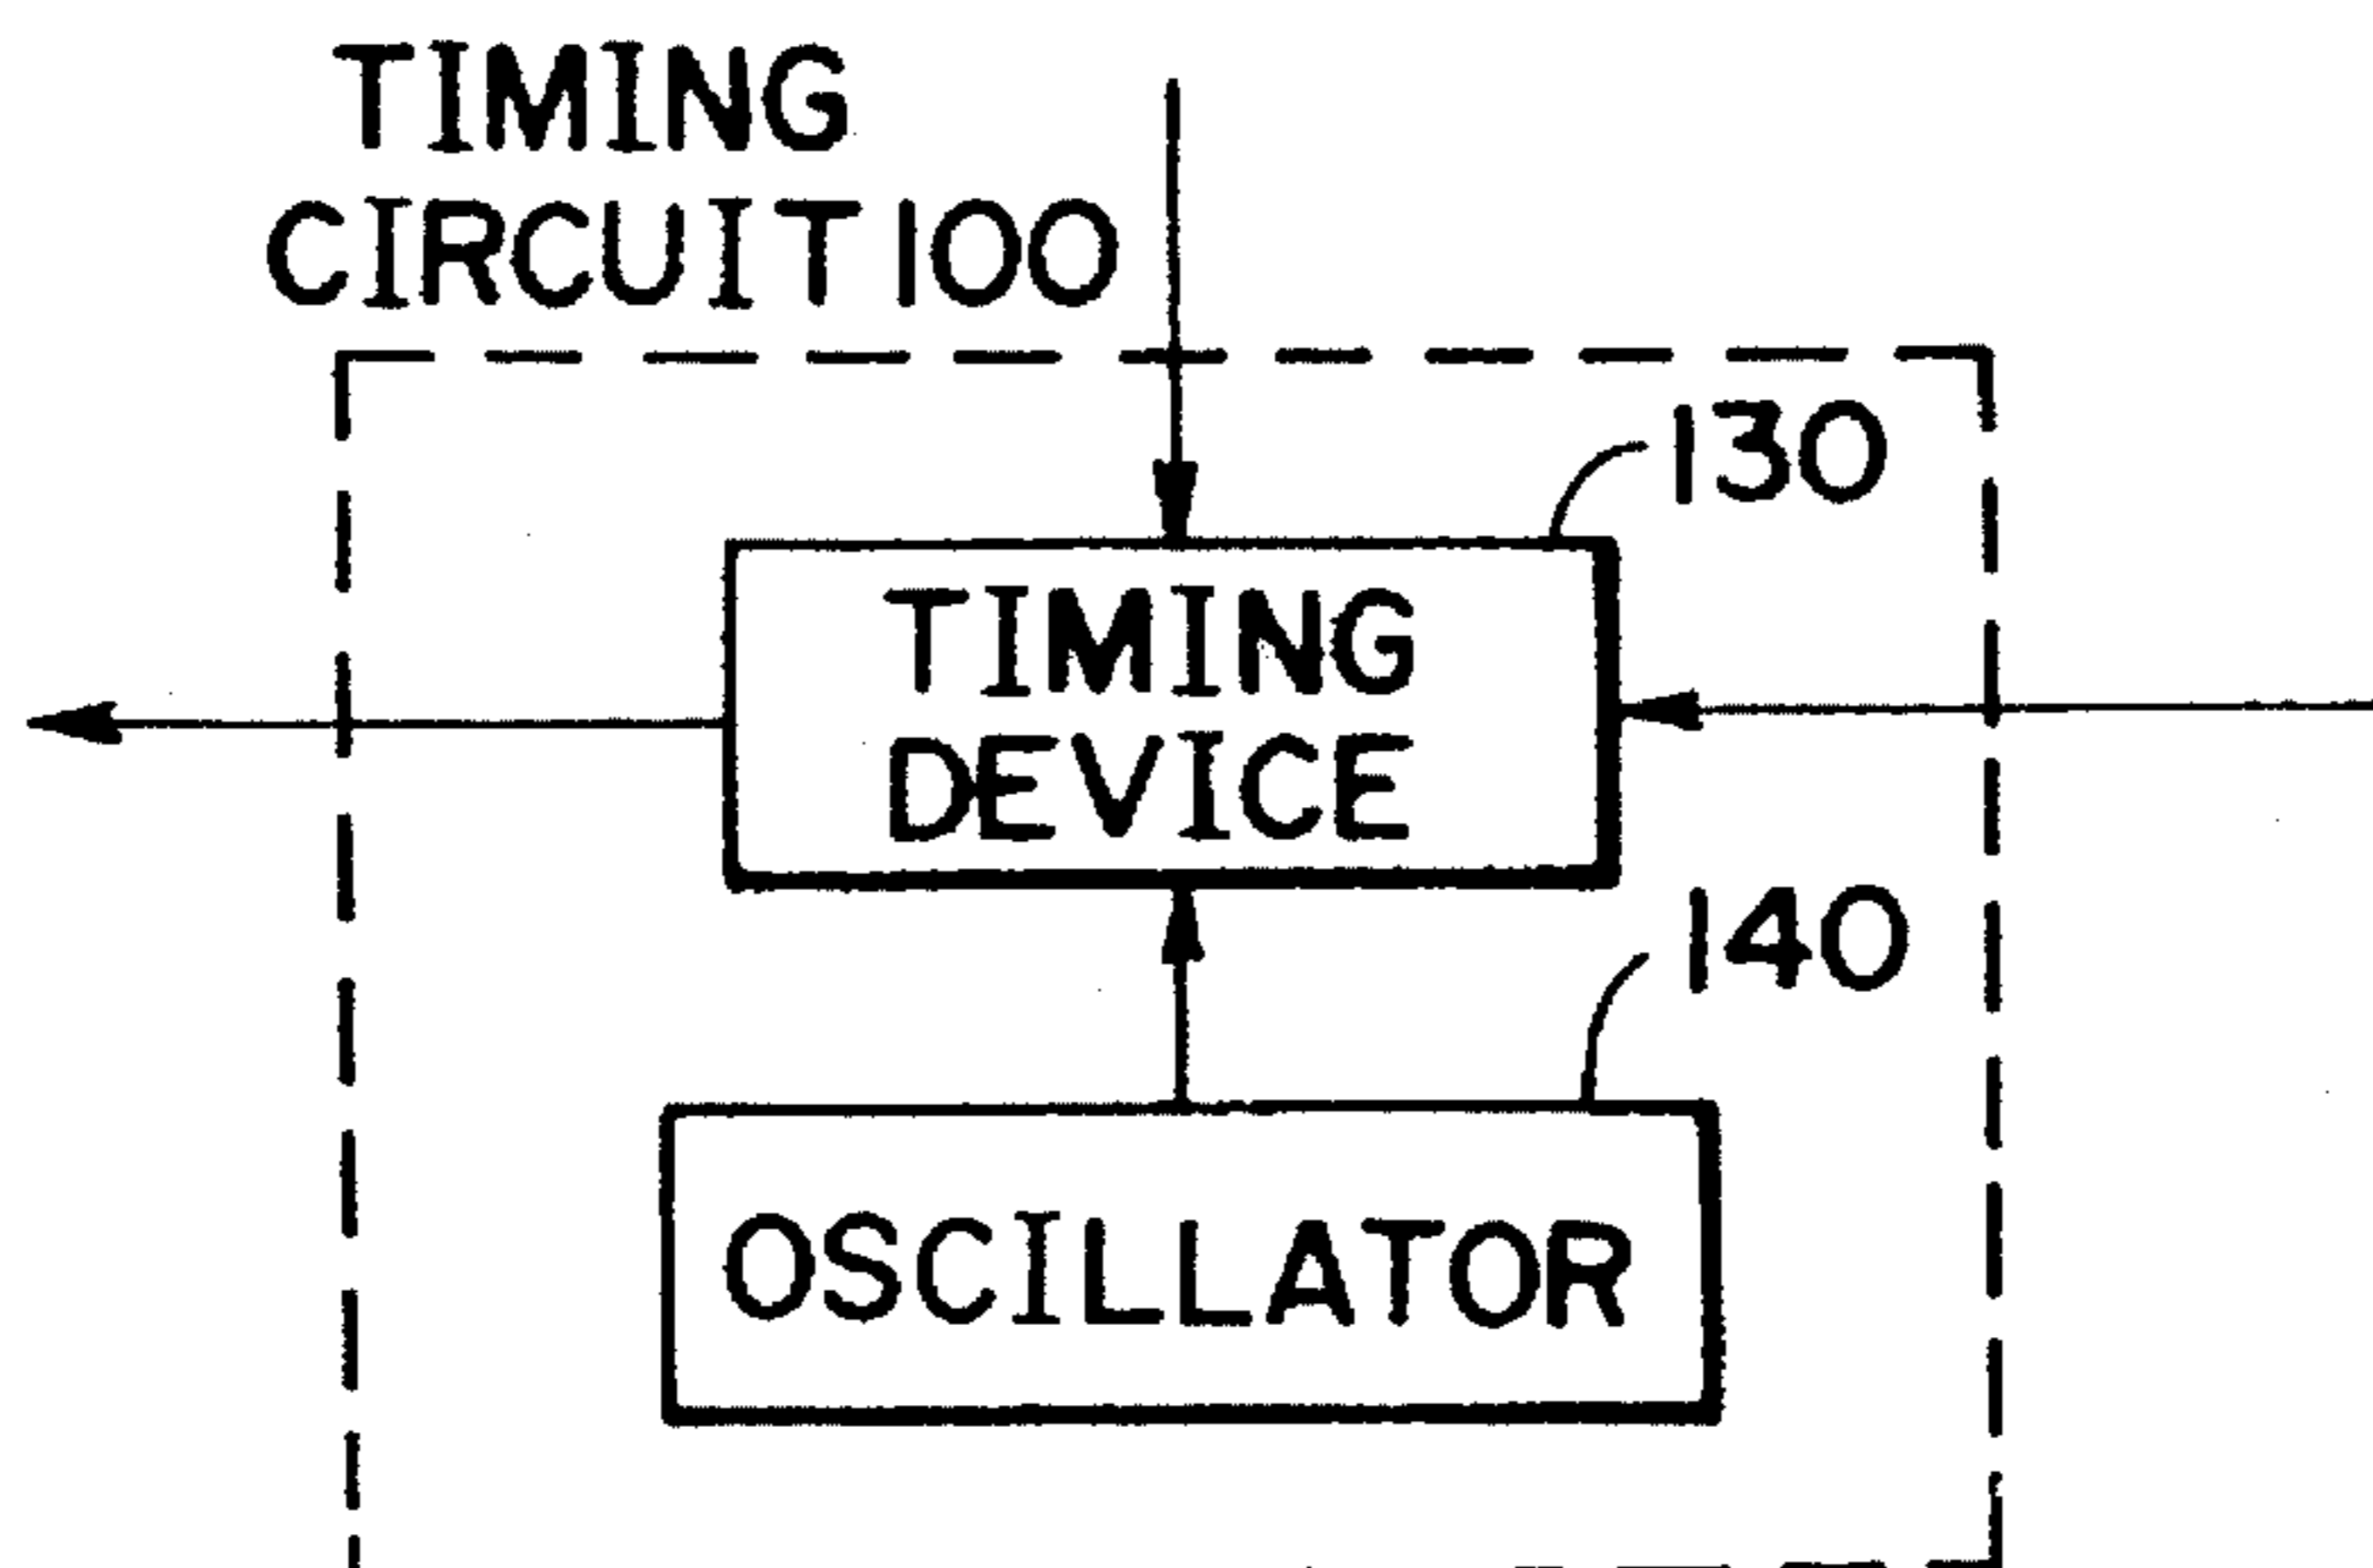 TIMING
CIRCUIT 100
130
TIMING
DEVICE
140
OSCILLATOR